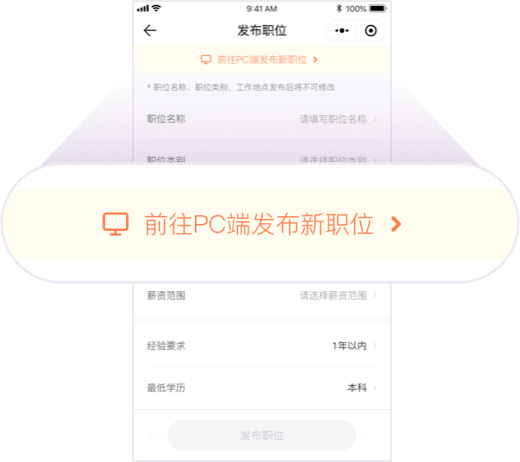 9:41 AM
100%
发布职位
前往PC端发布新职位
* 职位名称、职位类别、工作地点发布后将不可修改
职位名称 请填写职位名称
职位类别 请选择职位类别
前往PC端发布新职位
薪资范围 请选择薪资范围
经验要求 1年以内
最低学历 本科
发布职位